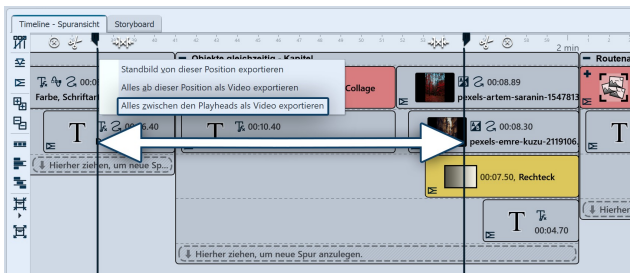 Timeline - Spuransicht
Storyboard
2 min
Objekte gleichzeitig - Kapitel
Routena
Standbild von dieser Position exportieren
Alles ab dieser Position als Video exportieren
Alles zwischen den Playheads als Video exportieren
Farbe, Schriftar
Collage
00:08.89
pexels-artem-saranin-1547813
T
T
00:10.40
00:08.30
pexels-emre-kuzu-2119106.
T
Hierher ziehen, um neue Sp...
00:07.50, Rechteck
T
00:04.70
Hierher
Hierher ziehen, um neue Spur anzulegen.